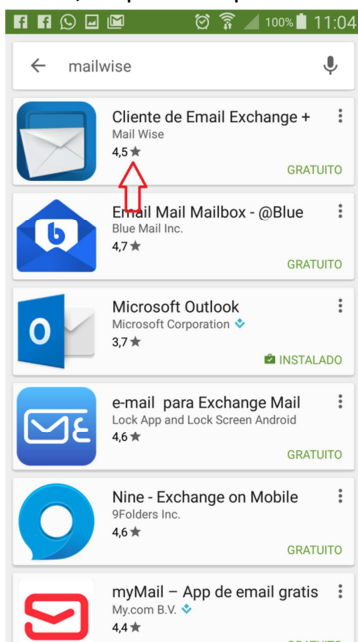 100% 11:04
mailwise
Cliente de Email Exchange +
Mail Wise
4,5★
GRATUITO
Email Mail Mailbox - @Blue
Blue Mail Inc.
4,7★
GRATUITO
Microsoft Outlook
Microsoft Corporation
3,7★
INSTALADO
e-mail para Exchange Mail
Lock App and Lock Screen Android
4,6★
GRATUITO
Nine - Exchange on Mobile
9Folders Inc.
4,6★
GRATUITO
myMail – App de email gratis
My.com B.V.
4,4★